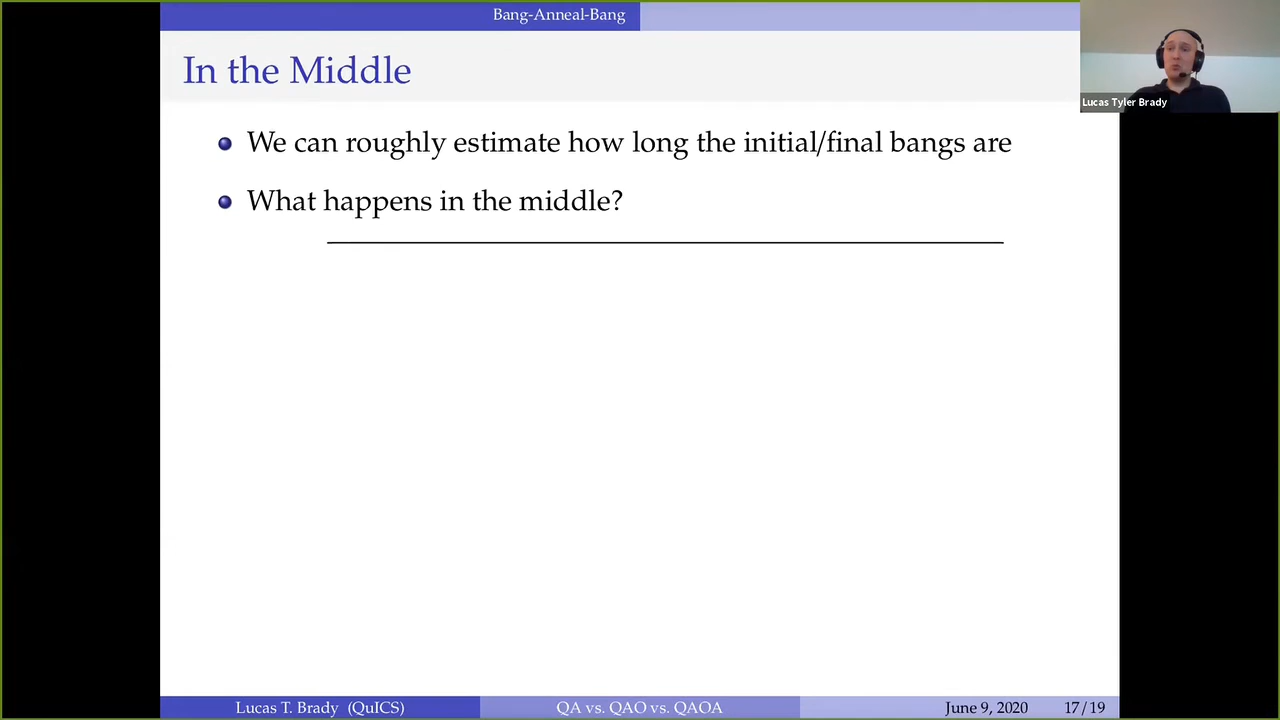 Bang-Anneal-Bang
In the Middle
Lucas Tyler Brady
We can roughly estimate how long the initial/final bangs are
What happens in the middle?
Lucas T. Brady (QuICS)
QA vs. QAO vs. QAOA
June 9, 2020
17/19